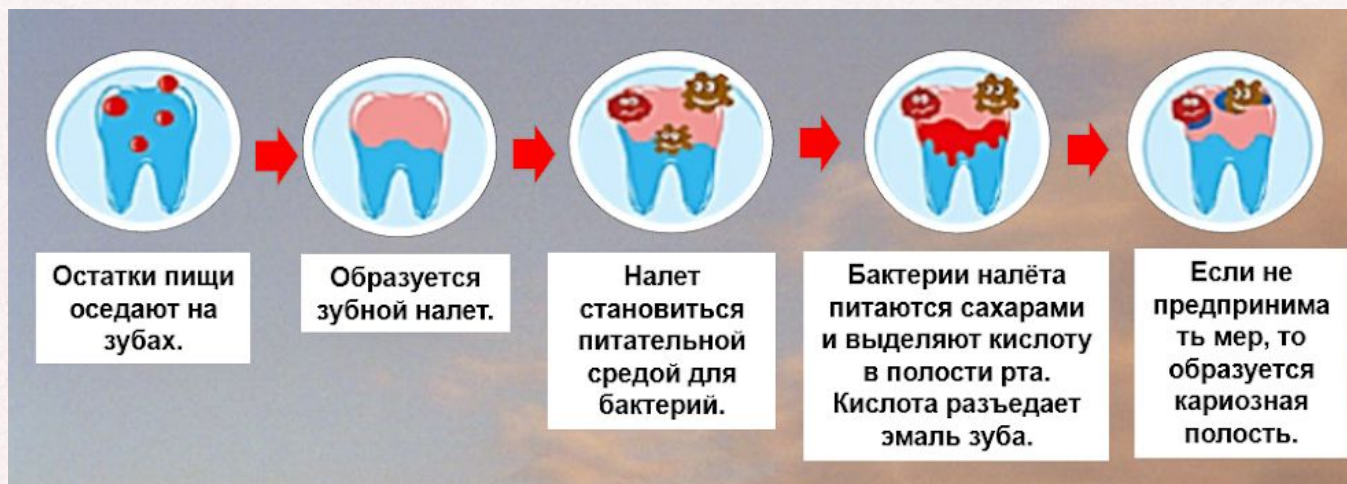 Остатки пищи
оседают на
зубах.
Образуется
зубной налет.
Налет
становиться
питательной
средой для
бактерий.
Бактерии налёта
питаются сахарами
и выделяют кислоту
в полости рта.
Кислота разъедает
эмаль зуба.
Если не
предпринима
ть мер, то
образуется
кариозная
полость.